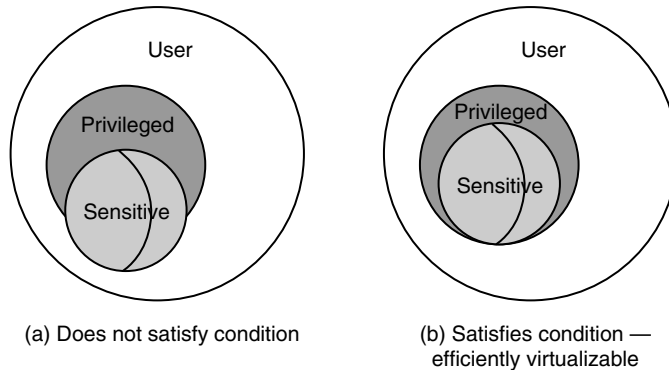 User
Privileged
Sensitive
(a) Does not satisfy condition
User
Privileged
Sensitive
(b) Satisfies condition —
efficiently virtualizable